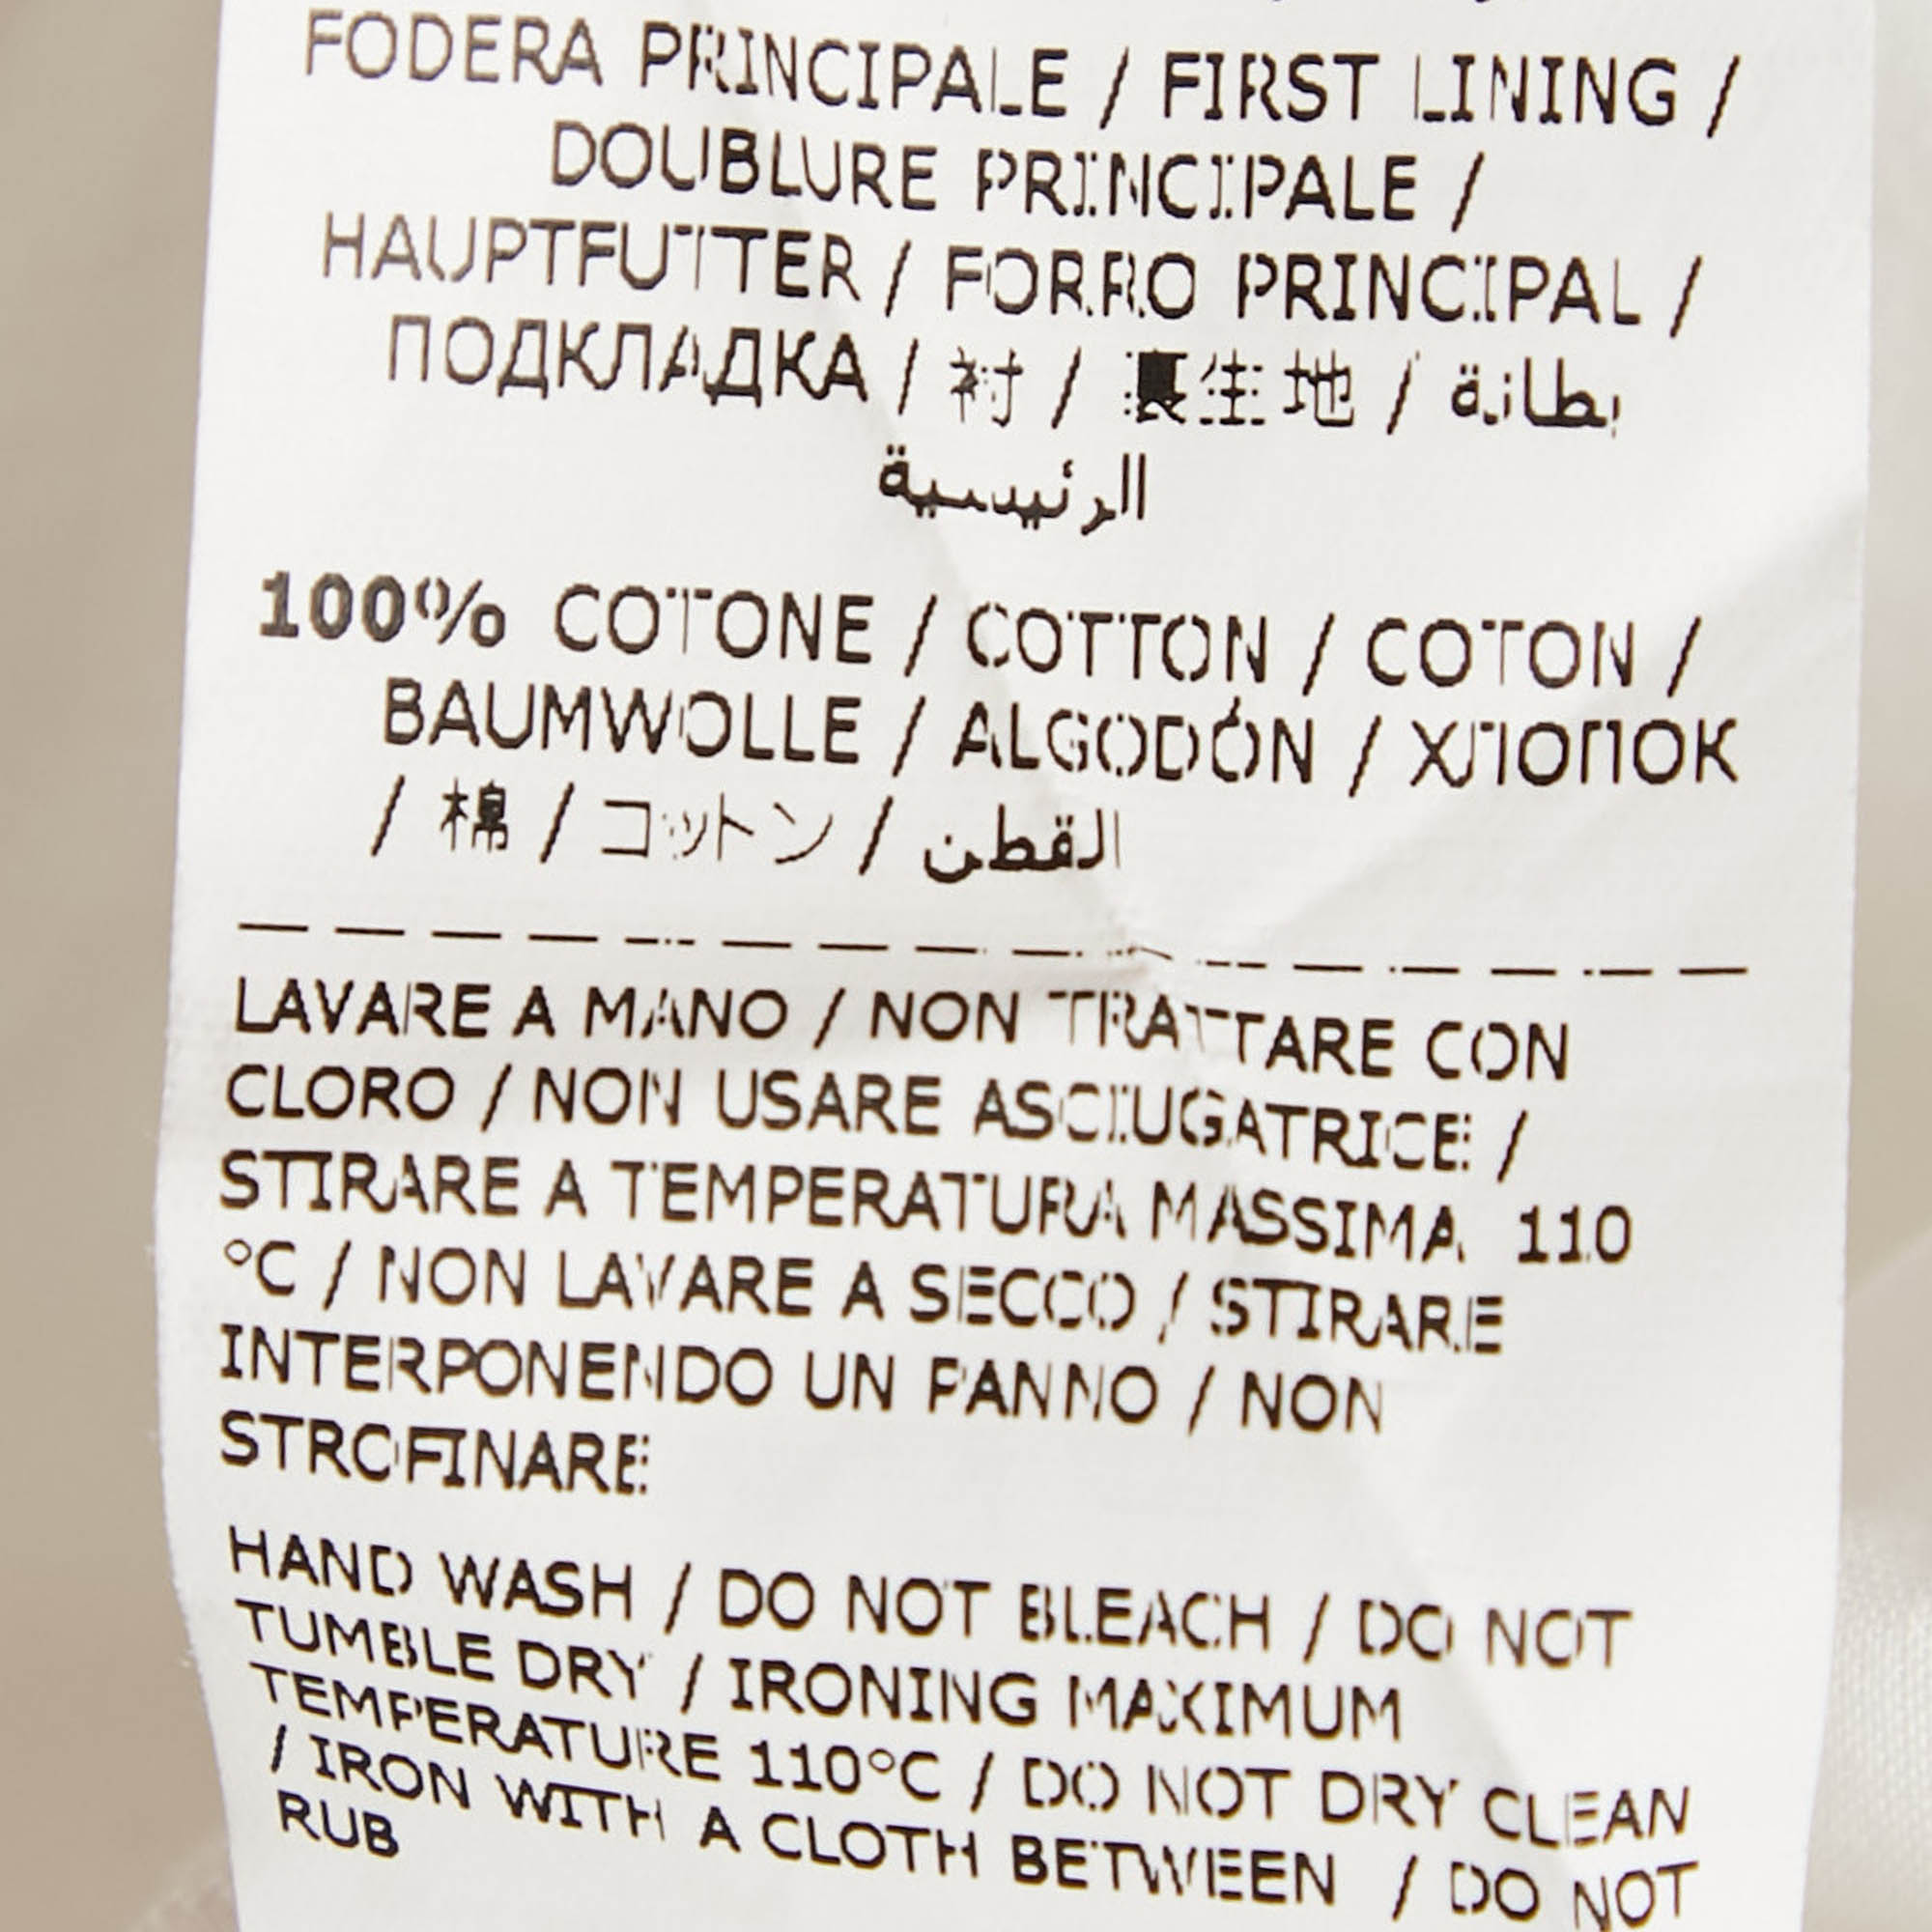 FODERA PRINCIPALE / FIRST LINING /
DOUBLURE PRINCIPALE /
HAUPTFUTTER / FORRO PRINCIPAL /
ПОДКЛАДКА / 衬 / 裏生地 / بطانة
الرئيسية
100% COTONE / COTTON / COTON /
BAUMWOLLE / ALGODÓN / ХЛОПОК
/ 棉 / コットン / القطن
LAVARE A MANO / NON TRATTARE CON
CLORO / NON USARE ASCIUGATRICE /
STIRARE A TEMPERATURA MASSIMA 110
°C / NON LAVARE A SECCO / STIRARE
INTERPONENDO UN PANNO / NON
STROFINARE
HAND WASH / DO NOT BLEACH / DO NOT
TUMBLE DRY / IRONING MAXIMUM
TEMPERATURE 110°C / DO NOT DRY CLEAN
/ IRON WITH A CLOTH BETWEEN / DO NOT
RUB